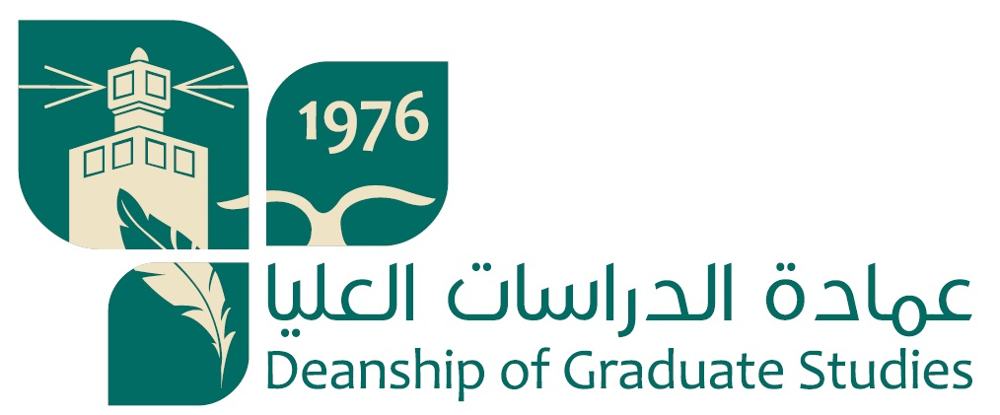 1976
عمادة الدراسات العليا
Deanship of Graduate Studies